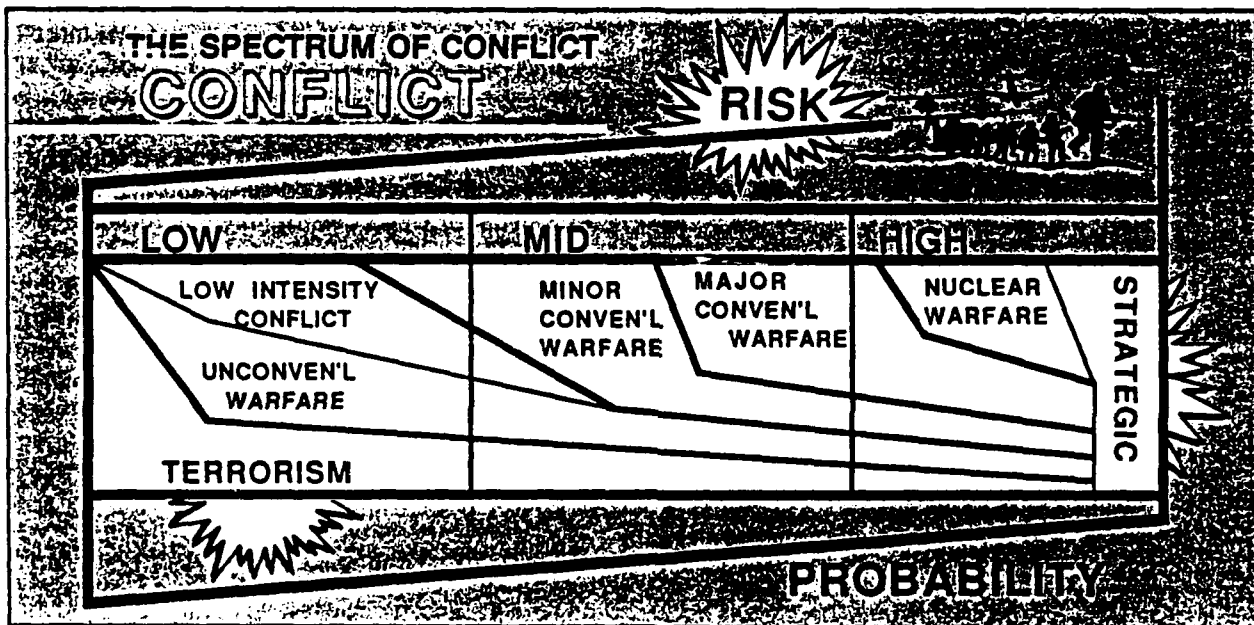 THE SPECTRUM OF CONFLICT
CONFLICT
RISK
LOW
MID
HIGH
LOW INTENSITY
CONFLICT
UNCONVEN'L
WARFARE
TERRORISM
MINOR
CONVEN'L
WARFARE
MAJOR
CONVEN'L
WARFARE
NUCLEAR
WARFARE
STRATEGIC
PROBABILITY